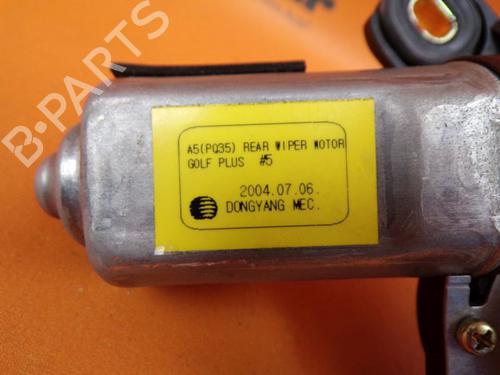 A5(PQ35) REAR WIPER MOTOR
GOLF PLUS #5
2004.07.06.
DONGYANG MEC.
B-PARTS